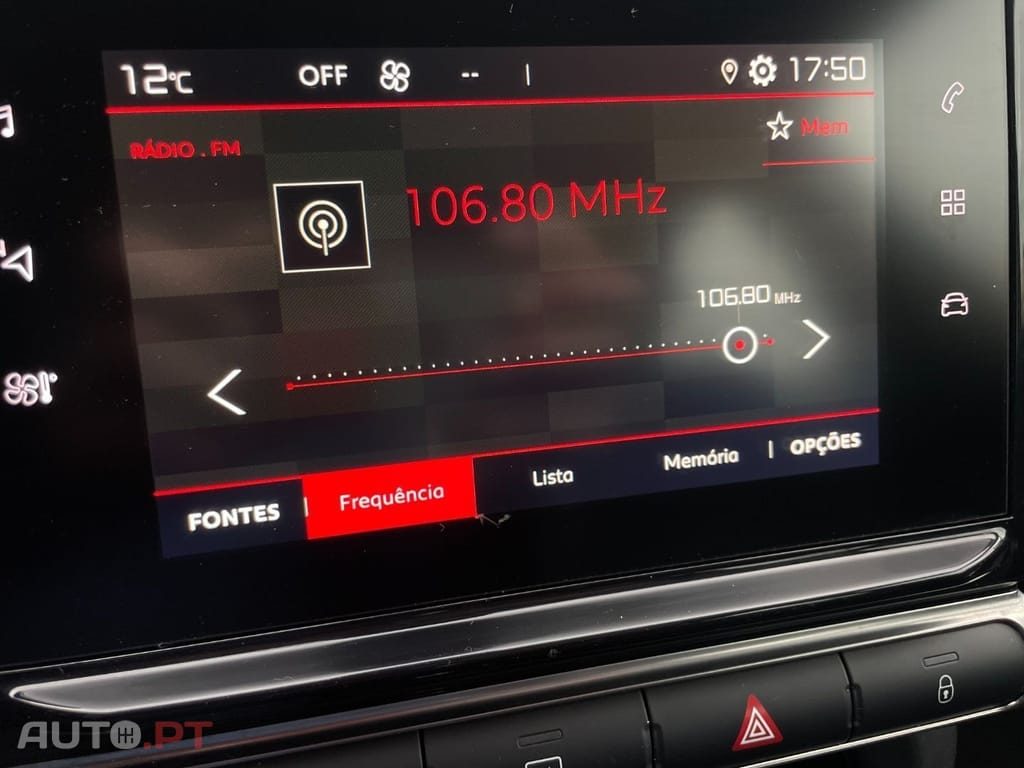 12°C OFF -- 17:50
Mem
RÁDIO . FM
106.80 MHz
106.80 MHz
FONTES Frequência Lista Memória OPÇÕES
AUTO.PT